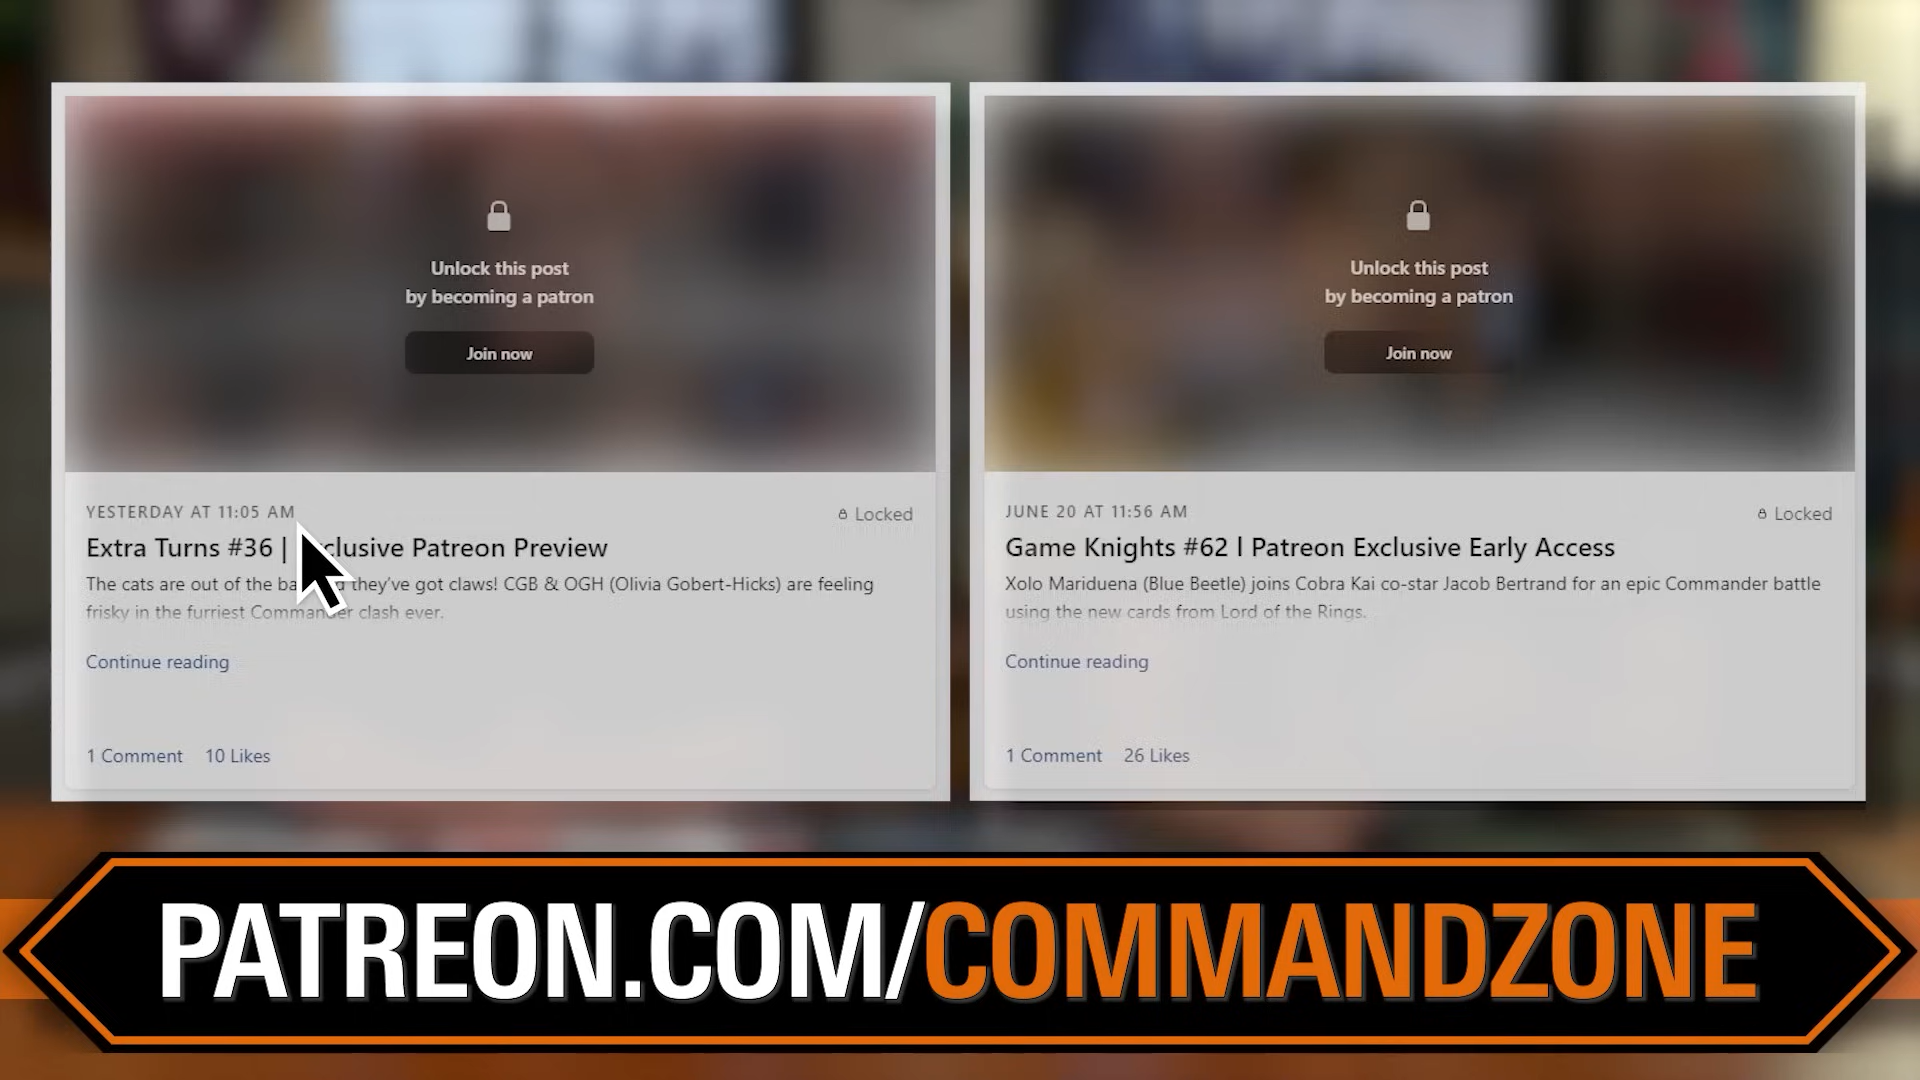 Unlock this post
by becoming a patron
Join now
YESTERDAY AT 11:05 AM
Locked
Extra Turns #36 | clusive Patreon Preview
The cats are out of the ba they've got claws! CGB & OGH (Olivia Gobert-Hicks) are feeling
frisky in the furriest Commander clash ever.
Continue reading
1 Comment 10 Likes
Unlock this post
by becoming a patron
Join now
JUNE 20 AT 11:56 AM
Locked
Game Knights #62 l Patreon Exclusive Early Access
Xolo Mariduena (Blue Beetle) joins Cobra Kai co-star Jacob Bertrand for an epic Commander battle
using the new cards from Lord of the Rings.
Continue reading
1 Comment 26 Likes
PATREON.COM/COMMANDZONE